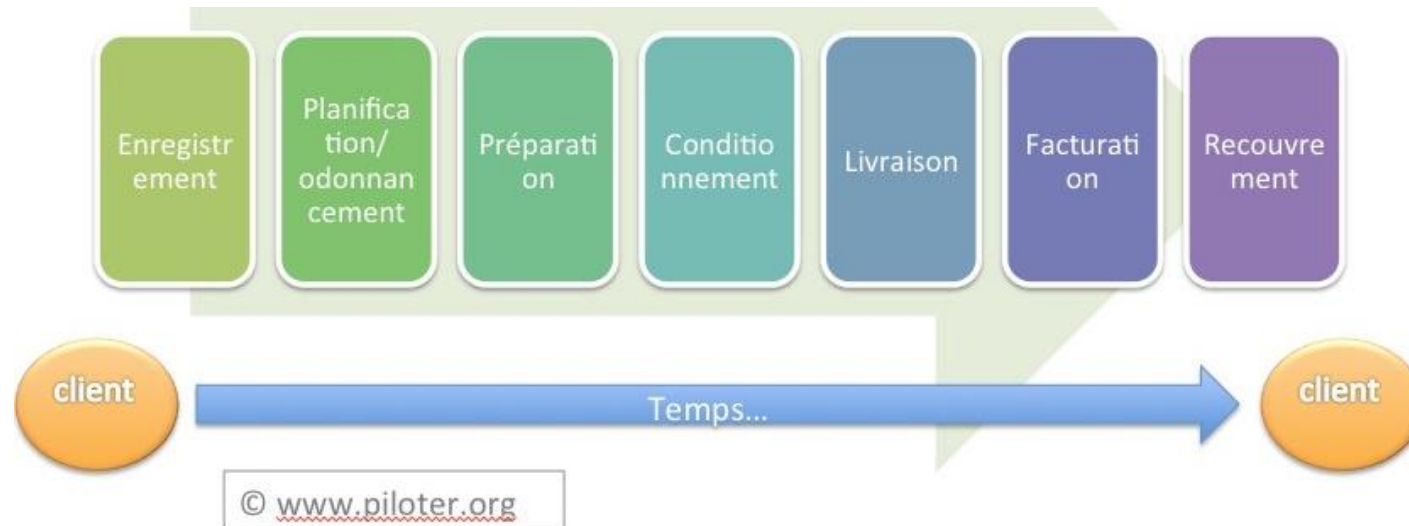 Enregistr
ement
Planifica
tion/
odonnan
cement
Préparati
on
Conditio
nnement
Livraison
Facturati
on
Recouvre
ment
client
Temps...
client
© www.piloter.org